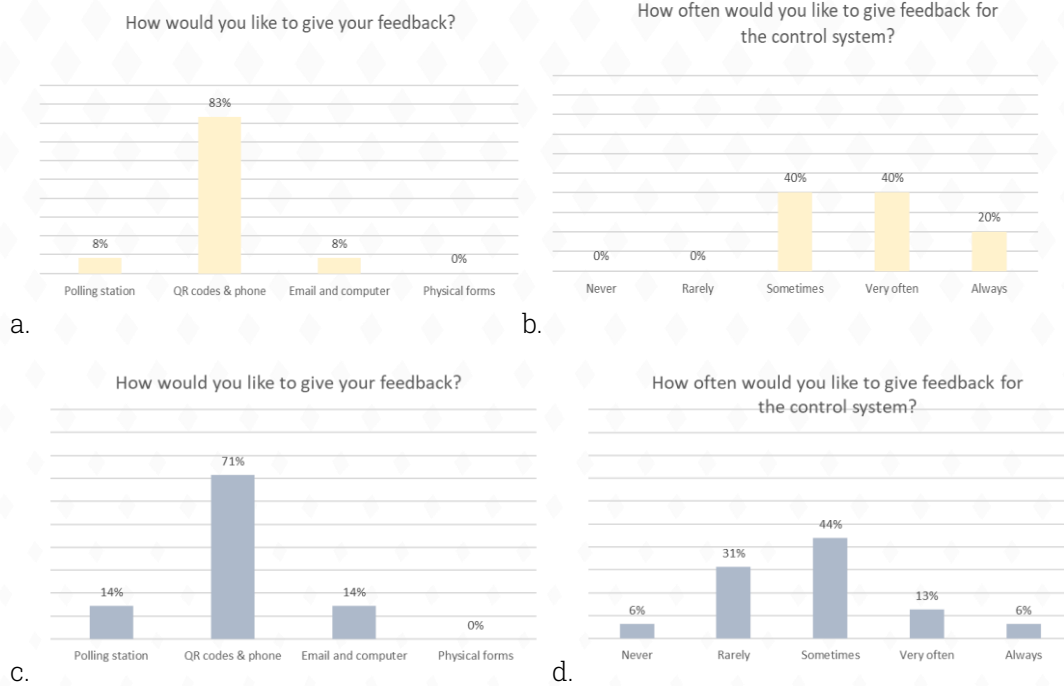 How would you like to give your feedback?
83%
8%
8%
0%
Polling station
QR codes & phone
Email and computer
Physical forms
a.
How often would you like to give feedback for
the control system?
0%
0%
40%
40%
20%
Never
Rarely
Sometimes
Very often
Always
b.
How would you like to give your feedback?
14%
71%
14%
0%
Polling station
QR codes & phone
Email and computer
Physical forms
c.
How often would you like to give feedback for
the control system?
6%
31%
44%
13%
6%
Never
Rarely
Sometimes
Very often
Always
d.